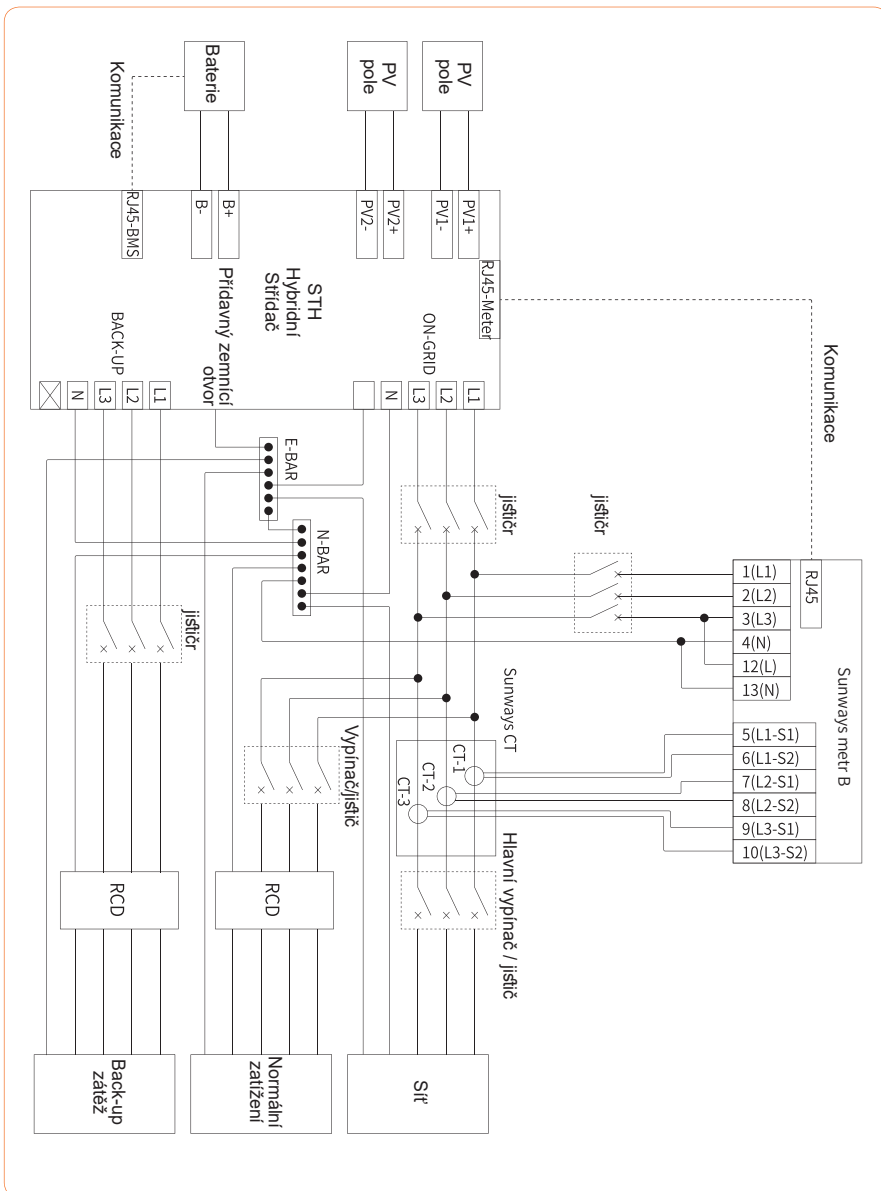 Komunikace
Baterie
PV
pole
PV
pole
RJ45-BMS
B-
B+
PV2-
PV2+
PV1-
PV1+
RJ45-Meter
STH
Hybridní
Střídač
Přídavný zemnící
otvor
BACK-UP
N
L3
L2
L1
ON-GRID
N
L3
L2
L1
Komunikace
E-BAR
N-BAR
jističr
jističr
jističr
RJ45
1(L1)
2(L2)
3(L3)
4(N)
12(L)
13(N)
5(L1-S1)
6(L1-S2)
7(L2-S1)
8(L2-S2)
9(L3-S1)
10(L3-S2)
Sunways metr B
Sunways CT
CT-1
CT-2
CT-3
Vypínač/jistič
Hlavní vypínač / jistič
RCD
RCD
Back-up
zátěž
Normální
zatížení
Síť